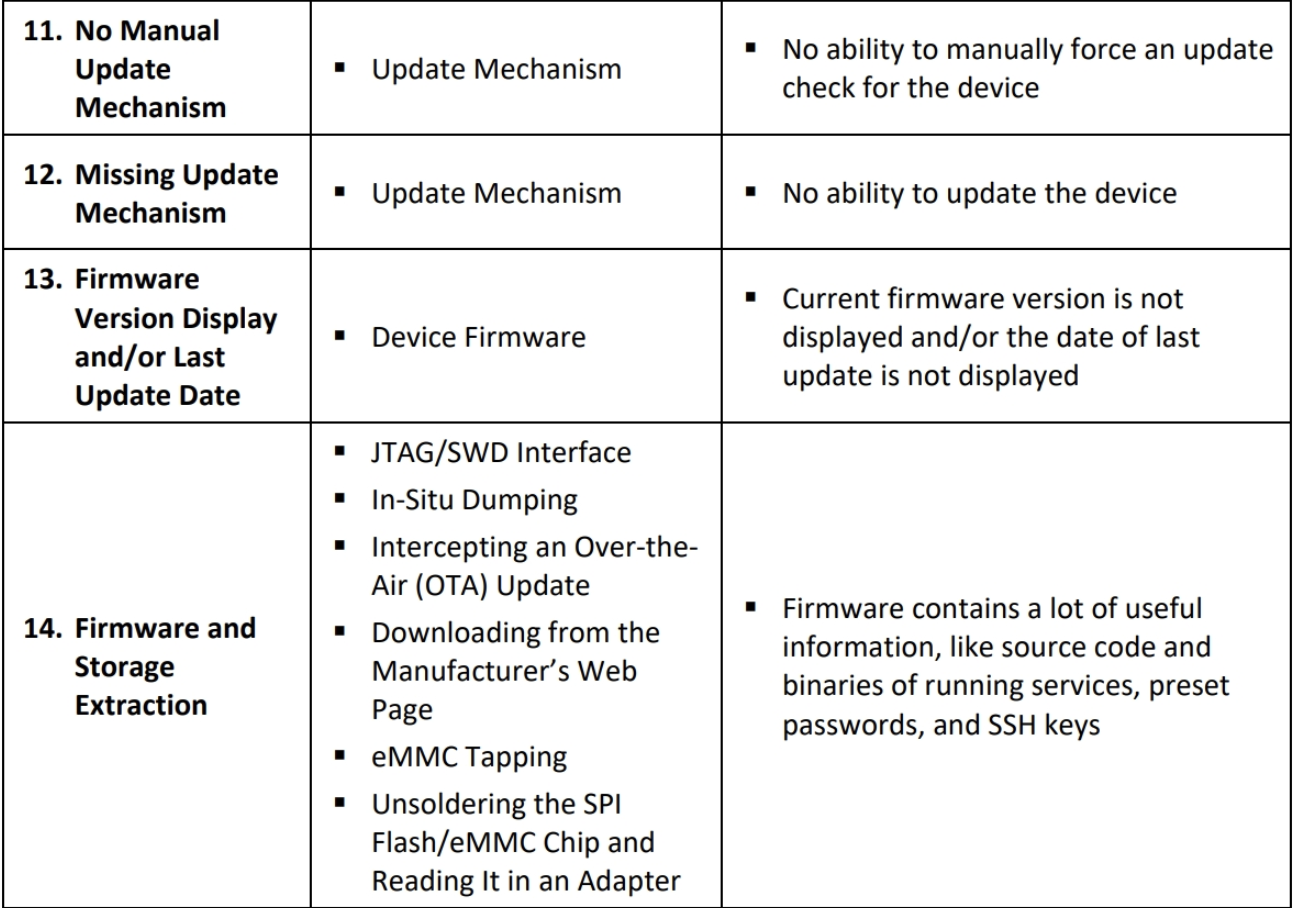 11. No Manual
Update
Mechanism
▪ Update Mechanism
▪ No ability to manually force an update
check for the device
12. Missing Update
Mechanism
▪ Update Mechanism
▪ No ability to update the device
13. Firmware
Version Display
and/or Last
Update Date
▪ Device Firmware
▪ Current firmware version is not
displayed and/or the date of last
update is not displayed
14. Firmware and
Storage
Extraction
▪ JTAG/SWD Interface
▪ In-Situ Dumping
▪ Intercepting an Over-the-
Air (OTA) Update
▪ Downloading from the
Manufacturer’s Web
Page
▪ eMMC Tapping
▪ Unsoldering the SPI
Flash/eMMC Chip and
Reading It in an Adapter
▪ Firmware contains a lot of useful
information, like source code and
binaries of running services, preset
passwords, and SSH keys